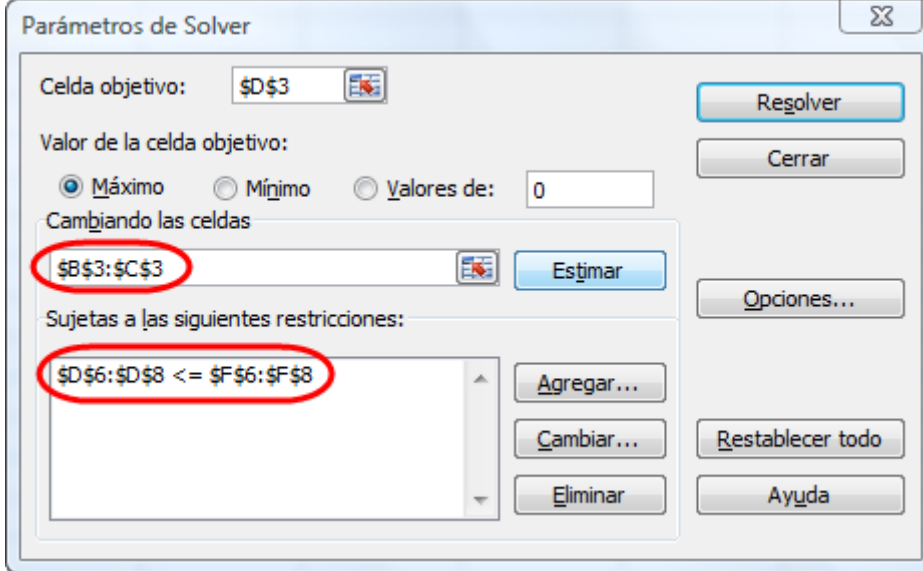 Parámetros de Solver
Celda objetivo: $D$3
Resolver
Valor de la celda objetivo:
Cerrar
Máximo Mínimo Valores de: 0
Cambiando las celdas
$B$3:$C$3 Estimar
Opciones...
Sujetas a las siguientes restricciones:
$D$6:$D$8 <= $F$6:$F$8
Agregar...
Cambiar... Restablecer todo
Eliminar Ayuda